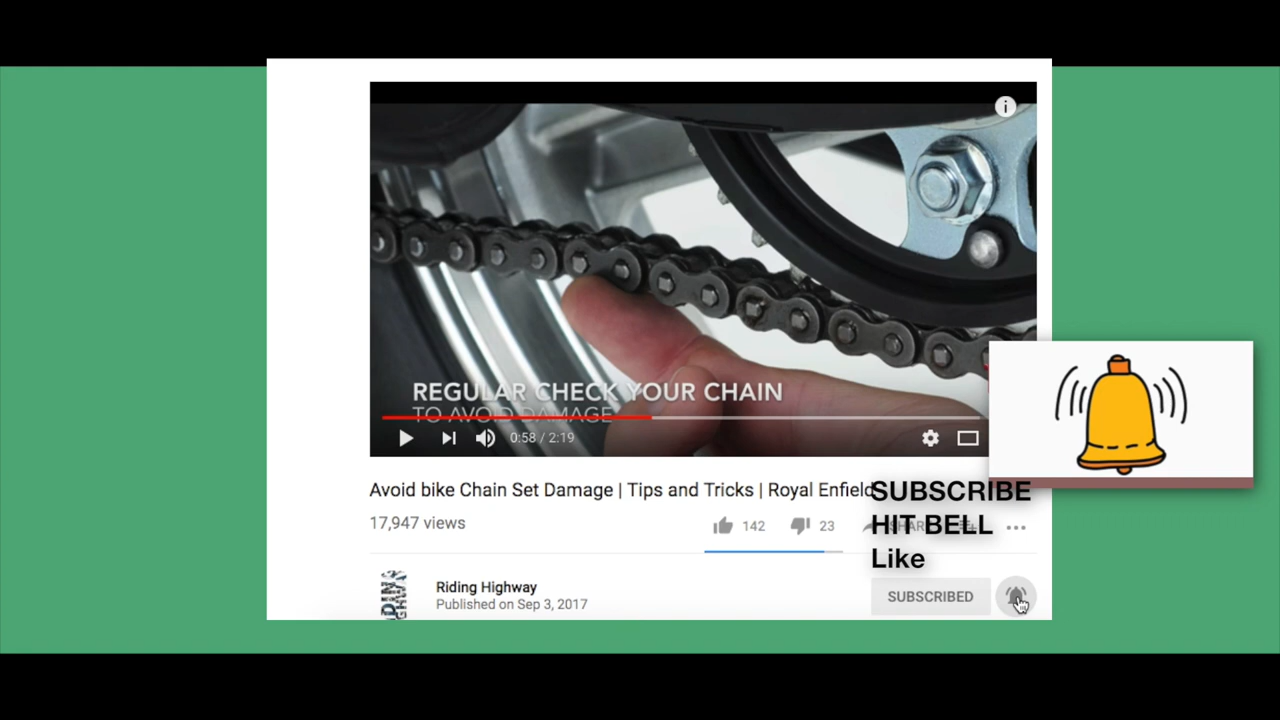 REGULAR CHECK YOUR CHAIN
TO AVOID DAMAGE
0:58 / 2:19
Avoid bike Chain Set Damage | Tips and Tricks | Royal Enfield
SUBSCRIBE
17,947 views
142
23
SHARE
HIT BELL
Like
Riding Highway
Published on Sep 3, 2017
SUBSCRIBED